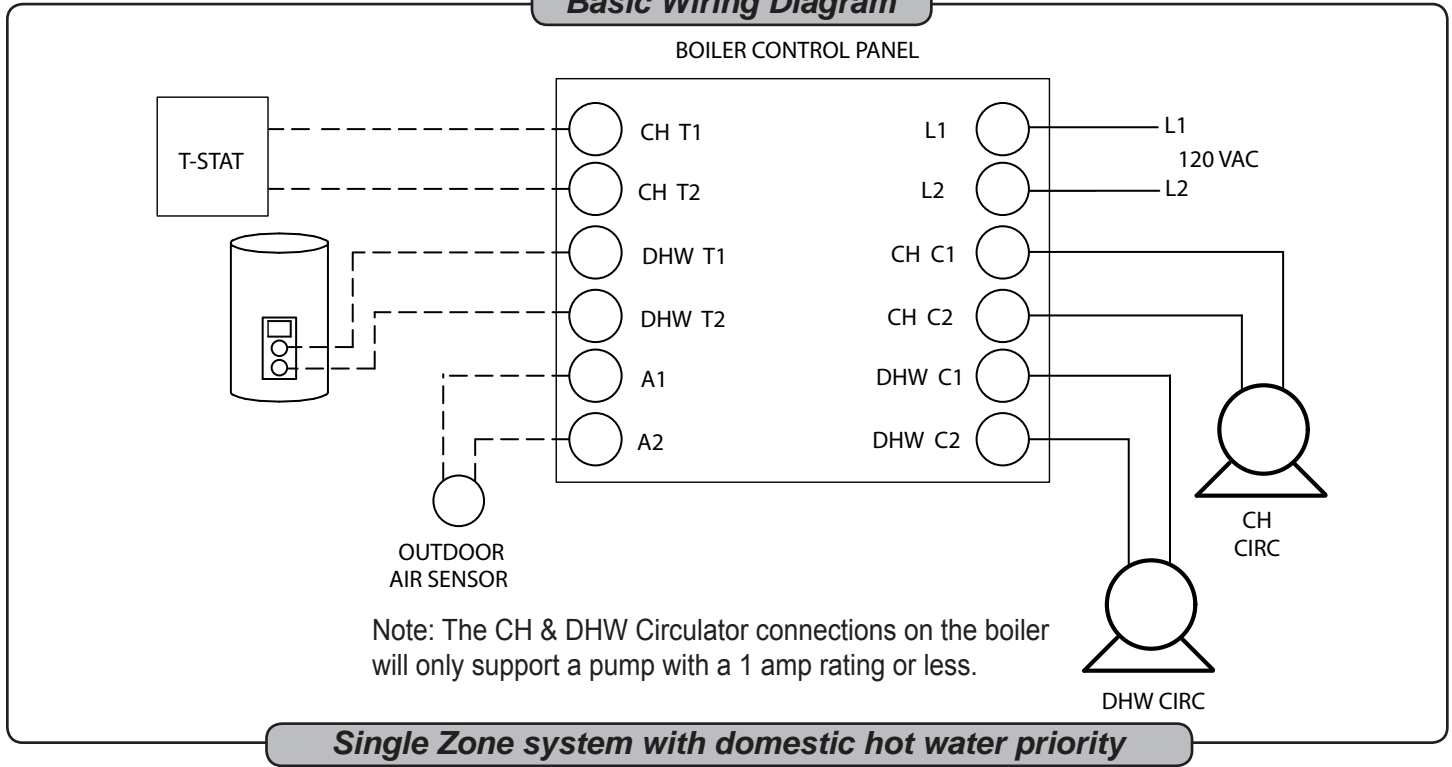 Basic Wiring Diagram
BOILER CONTROL PANEL
T-STAT
CH T1
CH T2
DHW T1
DHW T2
A1
A2
L1
L2
CH C1
CH C2
DHW C1
DHW C2
L1
120 VAC
L2
CH
CIRC
DHW CIRC
OUTDOOR
AIR SENSOR
Note: The CH & DHW Circulator connections on the boiler
will only support a pump with a 1 amp rating or less.
Single Zone system with domestic hot water priority